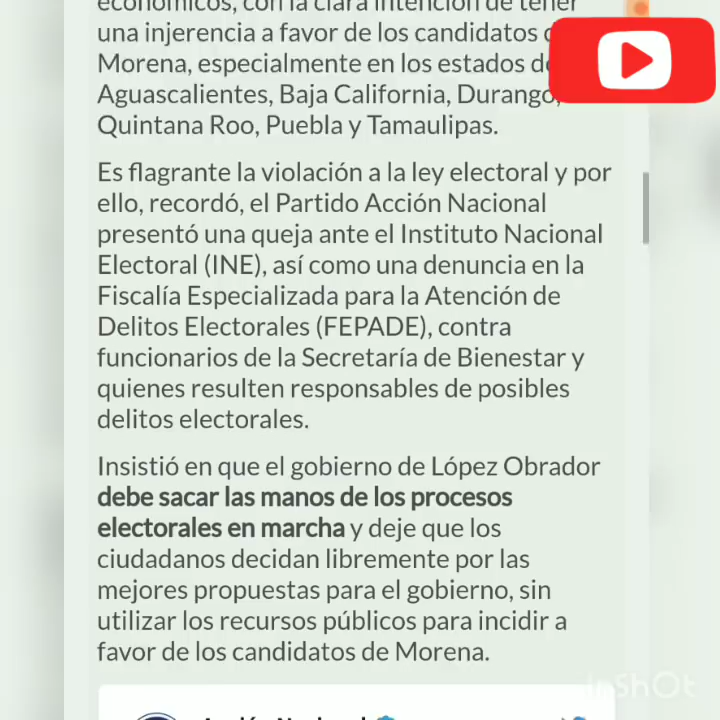 económicos, con la clara intención de tener
una injerencia a favor de los candidatos
Morena, especialmente en los estados
Aguascalientes, Baja California, Durango,
Quintana Roo, Puebla y Tamaulipas.
Es flagrante la violación a la ley electoral y por
ello, recordó, el Partido Acción Nacional
presentó una queja ante el Instituto Nacional
Electoral (INE), así como una denuncia en la
Fiscalía Especializada para la Atención de
Delitos Electorales (FEPADE), contra
funcionarios de la Secretaría de Bienestar y
quienes resulten responsables de posibles
delitos electorales.
Insistió en que el gobierno de López Obrador
debe sacar las manos de los procesos
electorales en marcha y deje que los
ciudadanos decidan libremente por las
mejores propuestas para el gobierno, sin
utilizar los recursos públicos para incidir a
favor de los candidatos de Morena.
InShOt